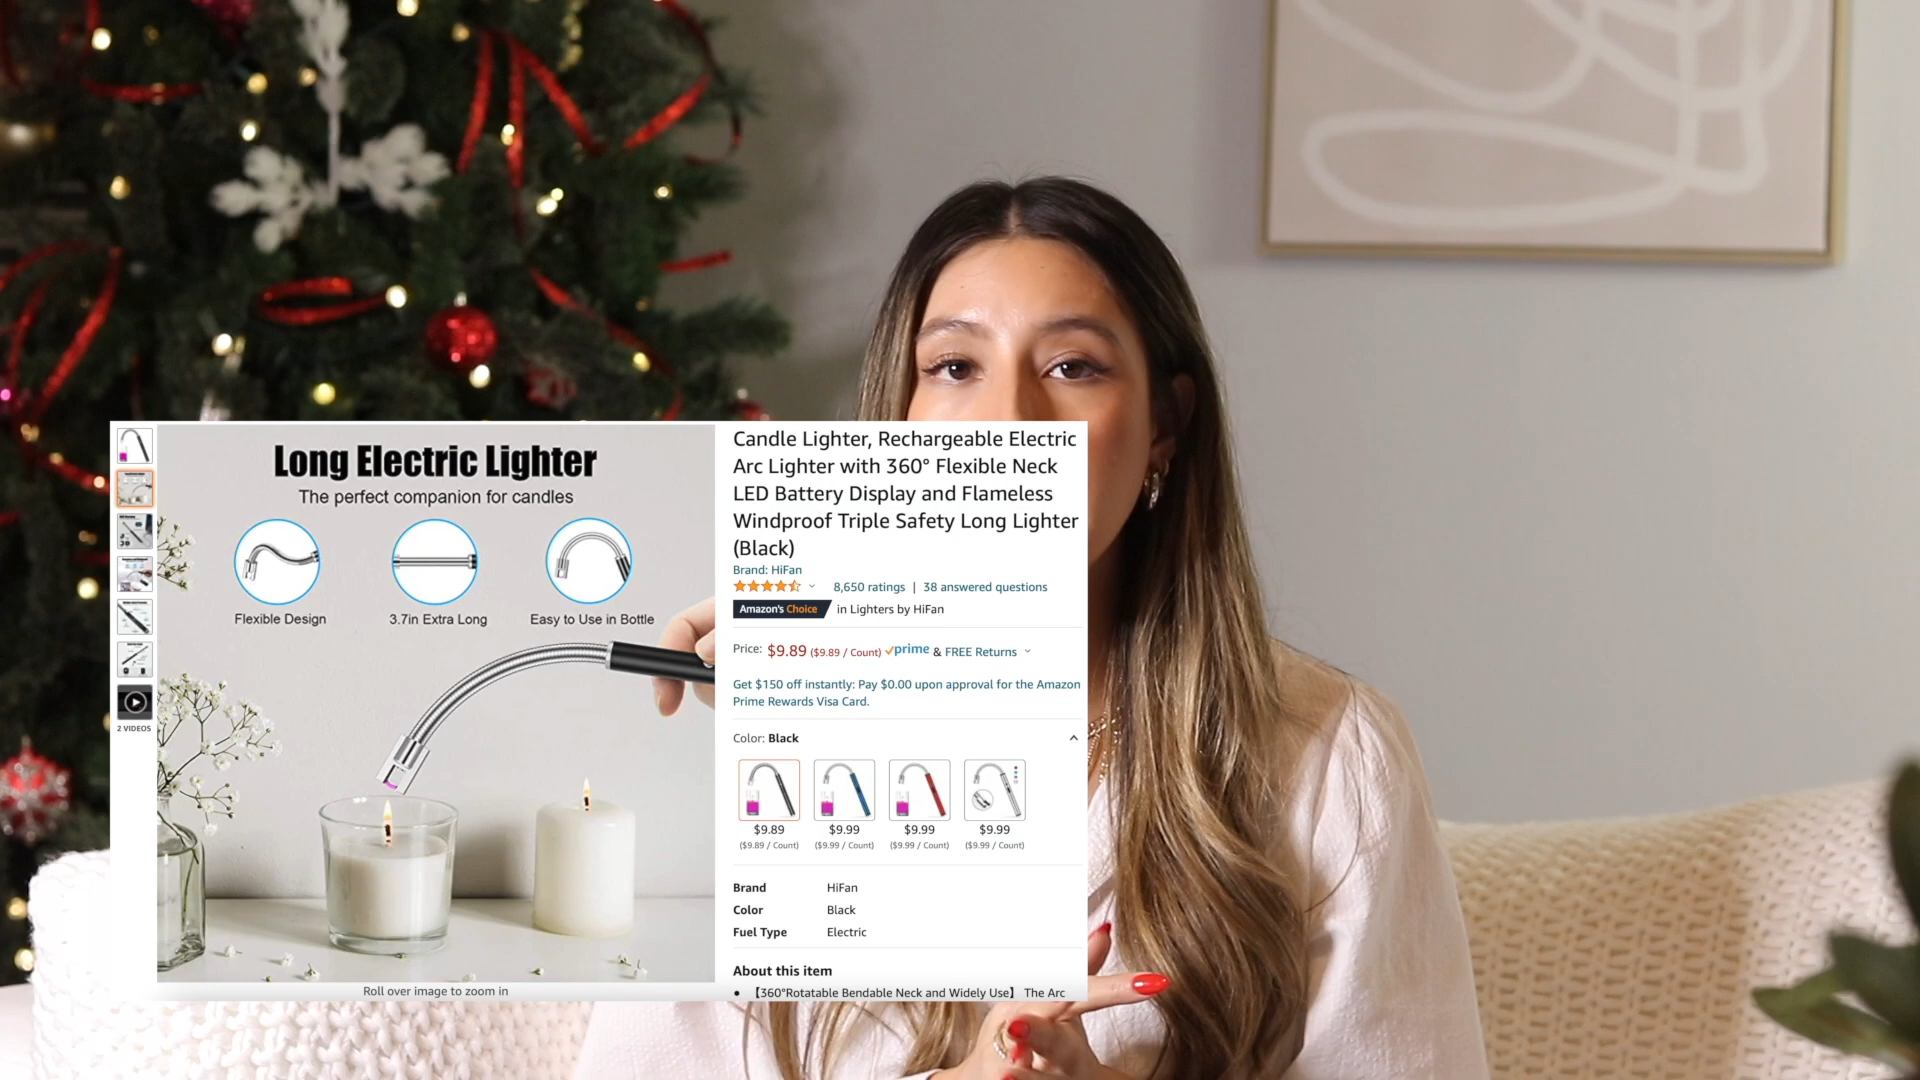 Long Electric Lighter
The perfect companion for candles
Flexible Design
3.7in Extra Long
Easy to Use in Bottle
2 VIDEOS
Roll over image to zoom in
Candle Lighter, Rechargeable Electric
Arc Lighter with 360° Flexible Neck
LED Battery Display and Flameless
Windproof Triple Safety Long Lighter
(Black)
Brand: HiFan
8,650 ratings | 38 answered questions
Amazon's Choice in Lighters by HiFan
Price: $9.89 ($9.89 / Count) prime & FREE Returns
Get $150 off instantly: Pay $0.00 upon approval for the Amazon
Prime Rewards Visa Card.
Color: Black
$9.89 $9.99 $9.99 $9.99
($9.89 / Count) ($9.99 / Count) ($9.99 / Count) ($9.99 / Count)
Brand HiFan
Color Black
Fuel Type Electric
About this item
• 【360°Rotatable Bendable Neck and Widely Use】 The Arc